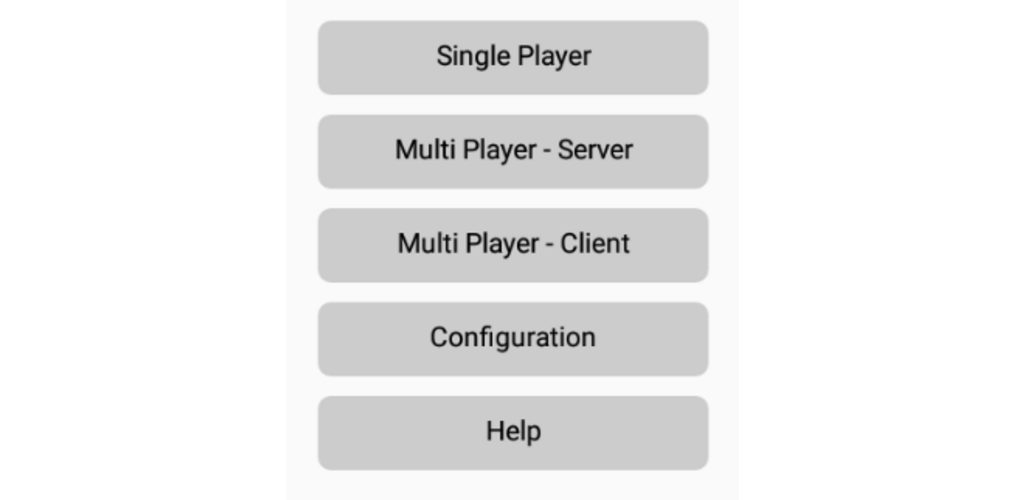 Single Player
Multi Player - Server
Multi Player - Client
Configuration
Help